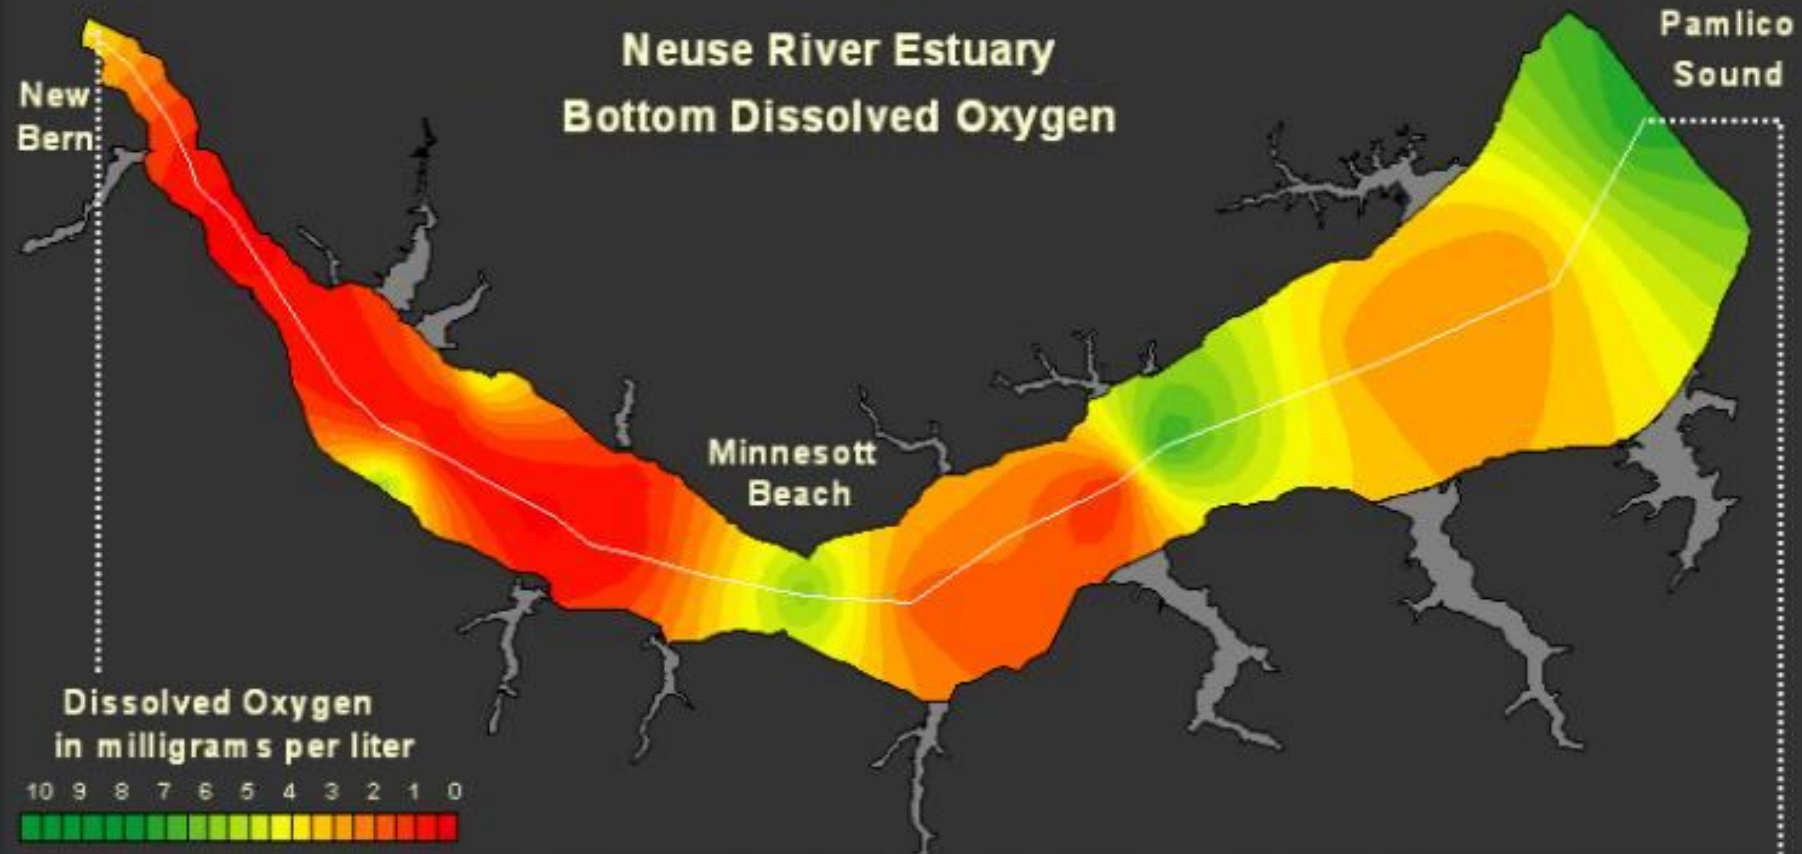 Neuse River Estuary
Bottom Dissolved Oxygen
Pamlico
Sound
New
Bern
Minnesott
Beach
Dissolved Oxygen
in milligrams per liter
10 9 8 7 6 5 4 3 2 1 0